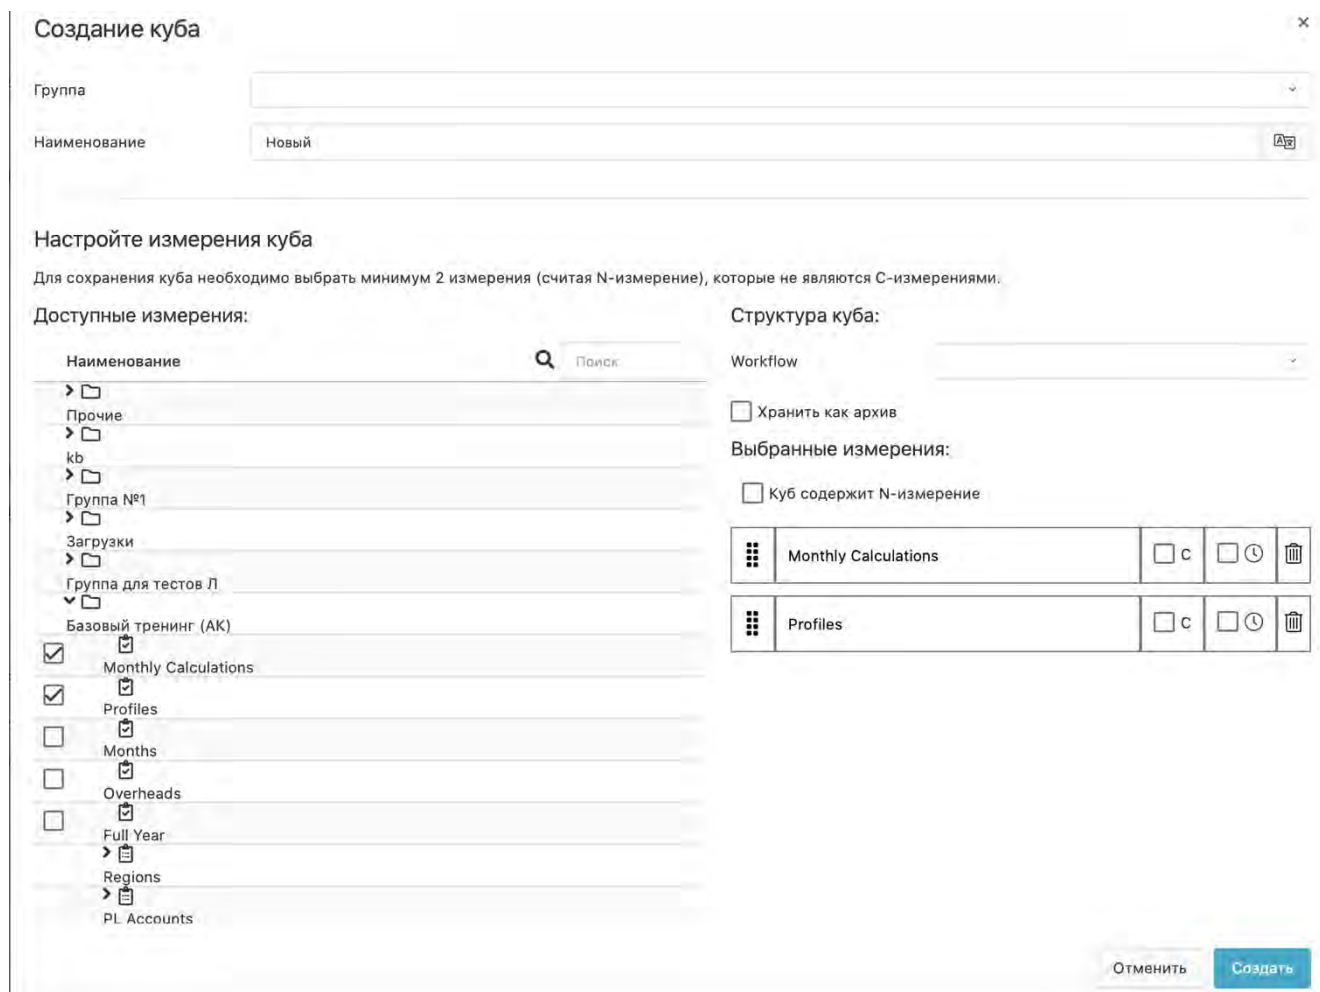 Создание куба
Группа
Наименование Новый
Настройте измерения куба
Для сохранения куба необходимо выбрать минимум 2 измерения (считая N-измерение), которые не являются С-измерениями.
Доступные измерения:
Наименование Поиск
Прочие
kb
Группа №1
Загрузки
Группа для тестов Л
Базовый тренинг (АК)
Monthly Calculations
Profiles
Months
Overheads
Full Year
Regions
PL Accounts
Структура куба:
Workflow
Хранить как архив
Выбранные измерения:
Куб содержит N-измерение
Monthly Calculations С
Profiles С
Отменить Создать